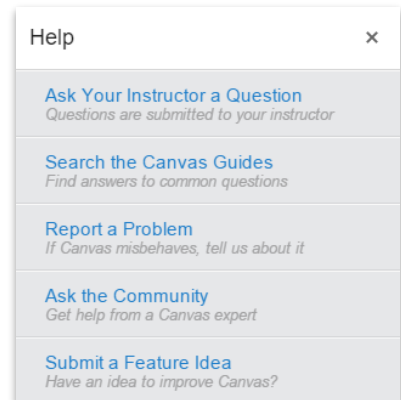 Help ×
Ask Your Instructor a Question
Questions are submitted to your instructor
Search the Canvas Guides
Find answers to common questions
Report a Problem
If Canvas misbehaves, tell us about it
Ask the Community
Get help from a Canvas expert
Submit a Feature Idea
Have an idea to improve Canvas?